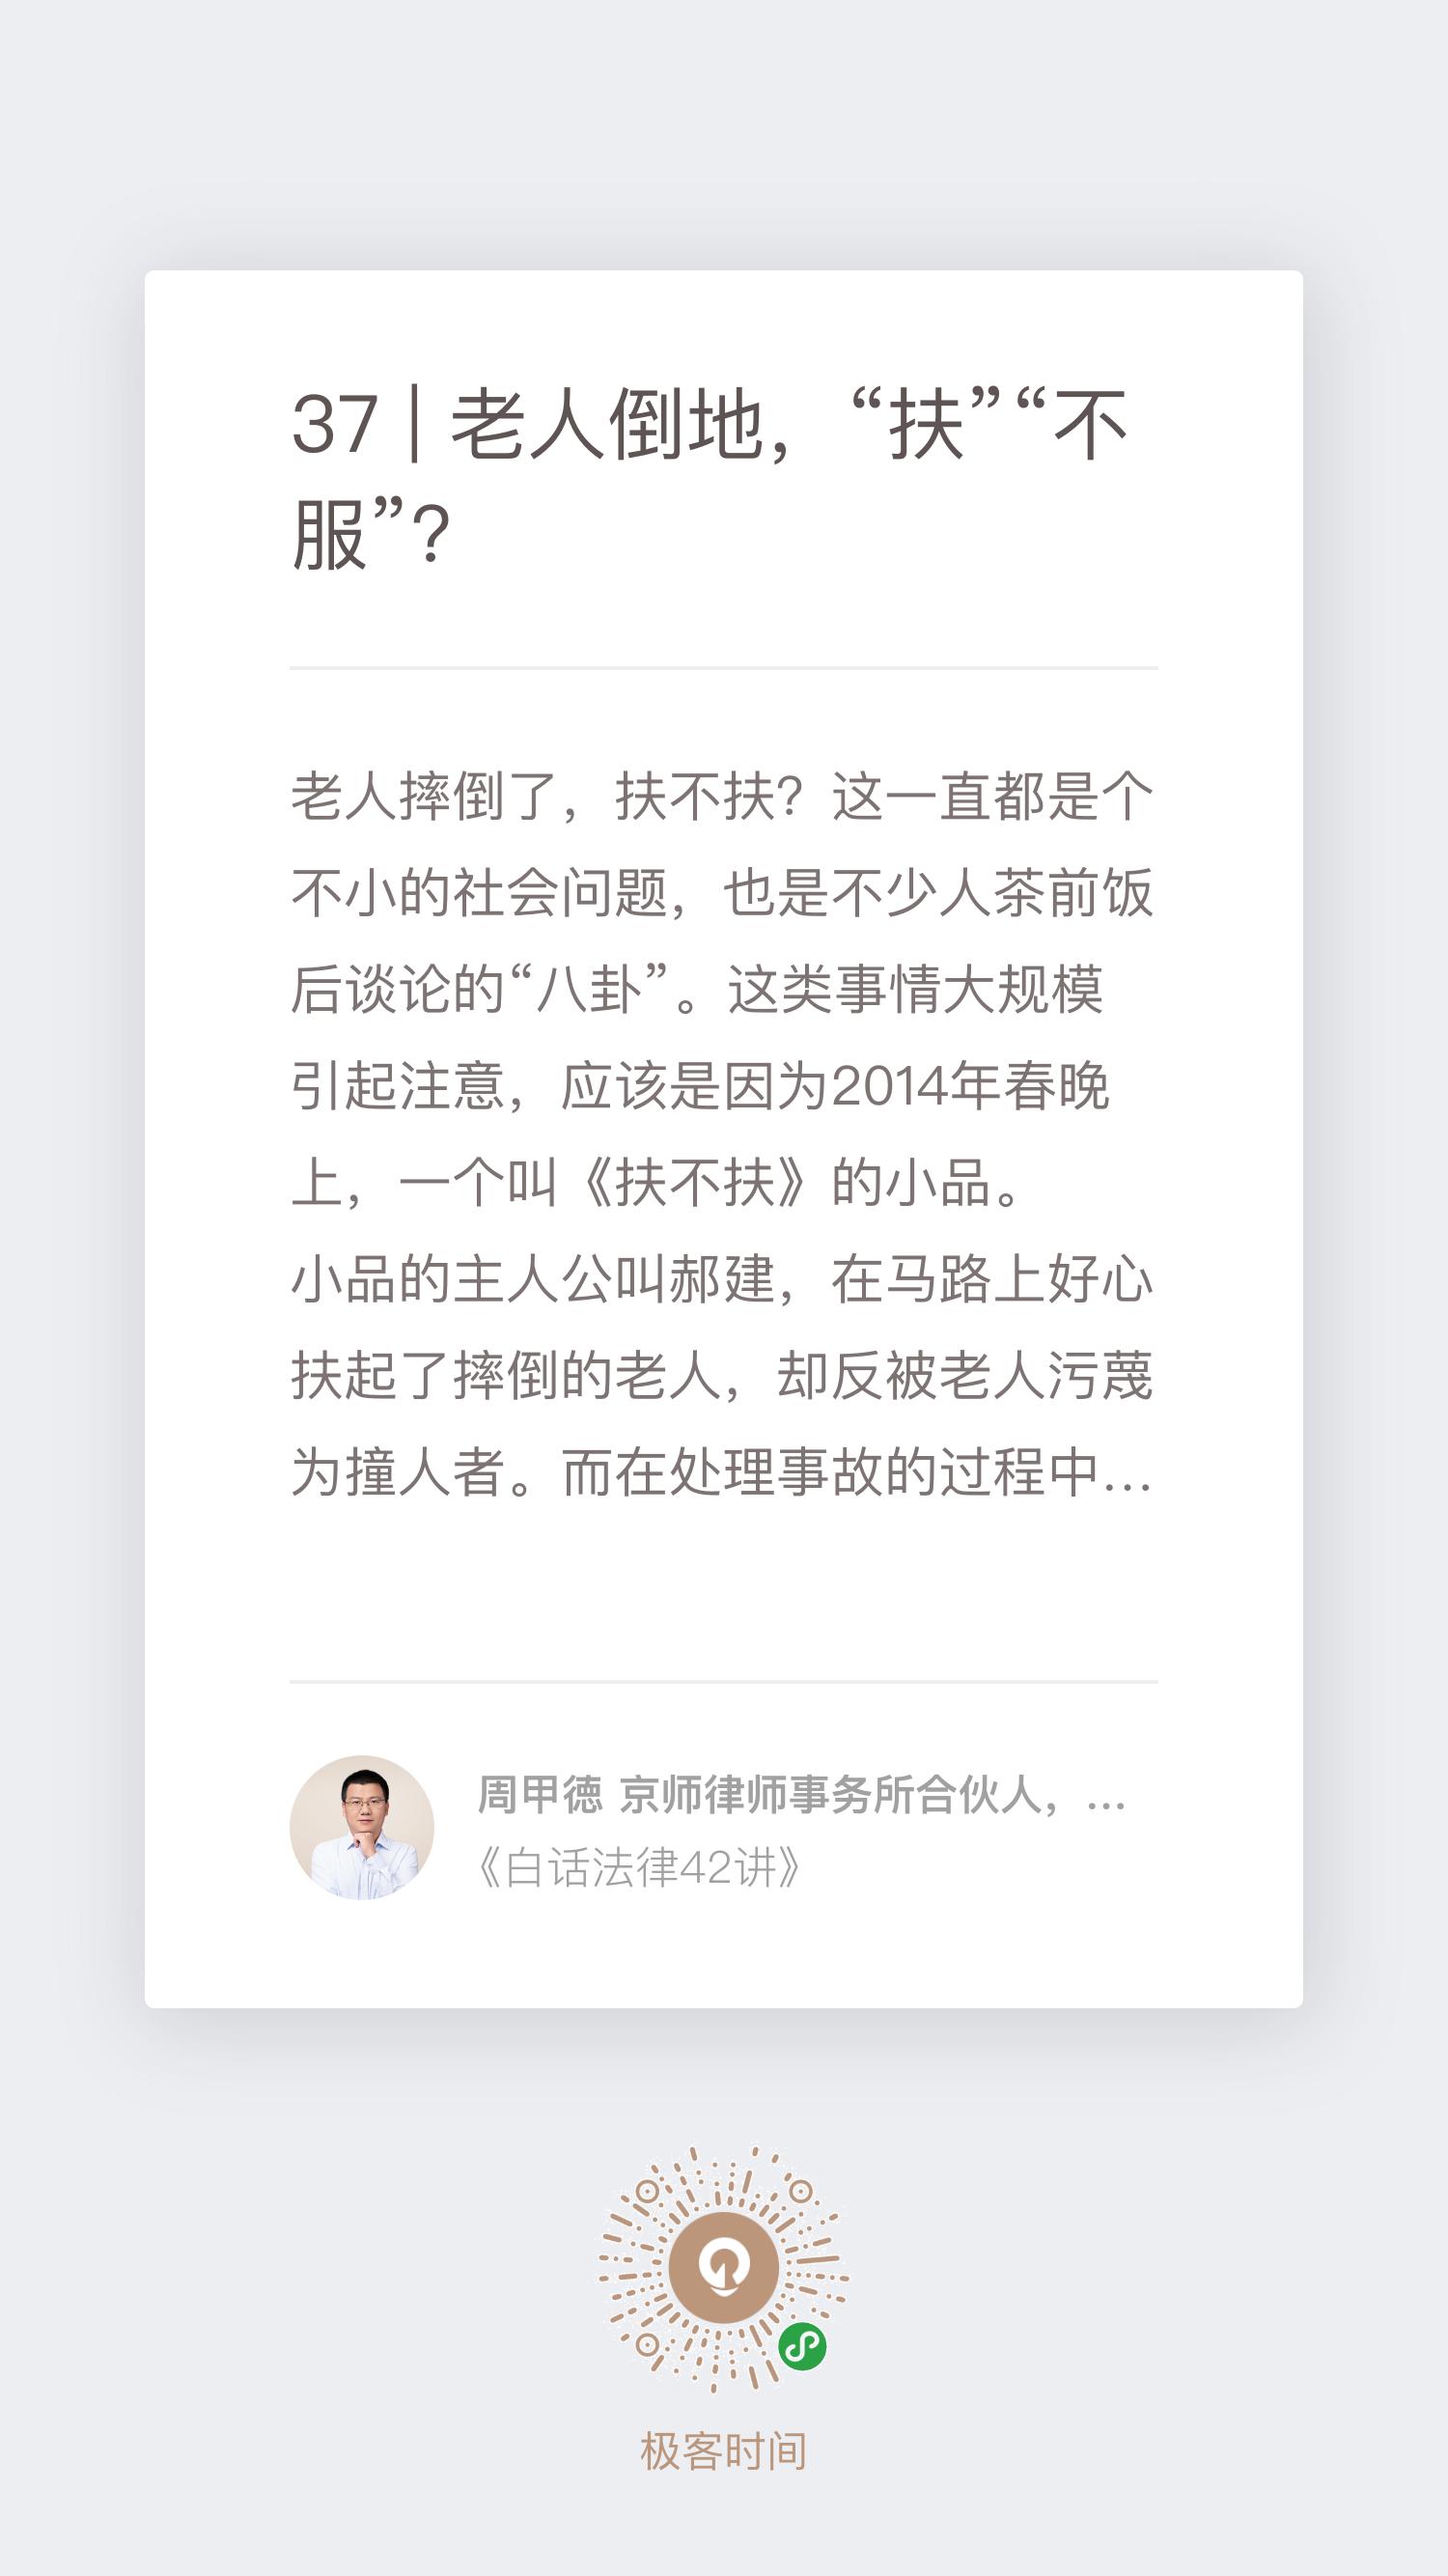 37 | 老人倒地，“扶”“不
服”？
老人摔倒了，扶不扶？这一直都是个
不小的社会问题，也是不少人茶前饭
后谈论的“八卦”。这类事情大规模
引起注意，应该是因为2014年春晚
上，一个叫《扶不扶》的小品。
小品的主人公叫郝建，在马路上好心
扶起了摔倒的老人，却反被老人污蔑
为撞人者。而在处理事故的过程中...
周甲徳 京师律师事务所合伙人，...
《白话法律42讲》
极客时间